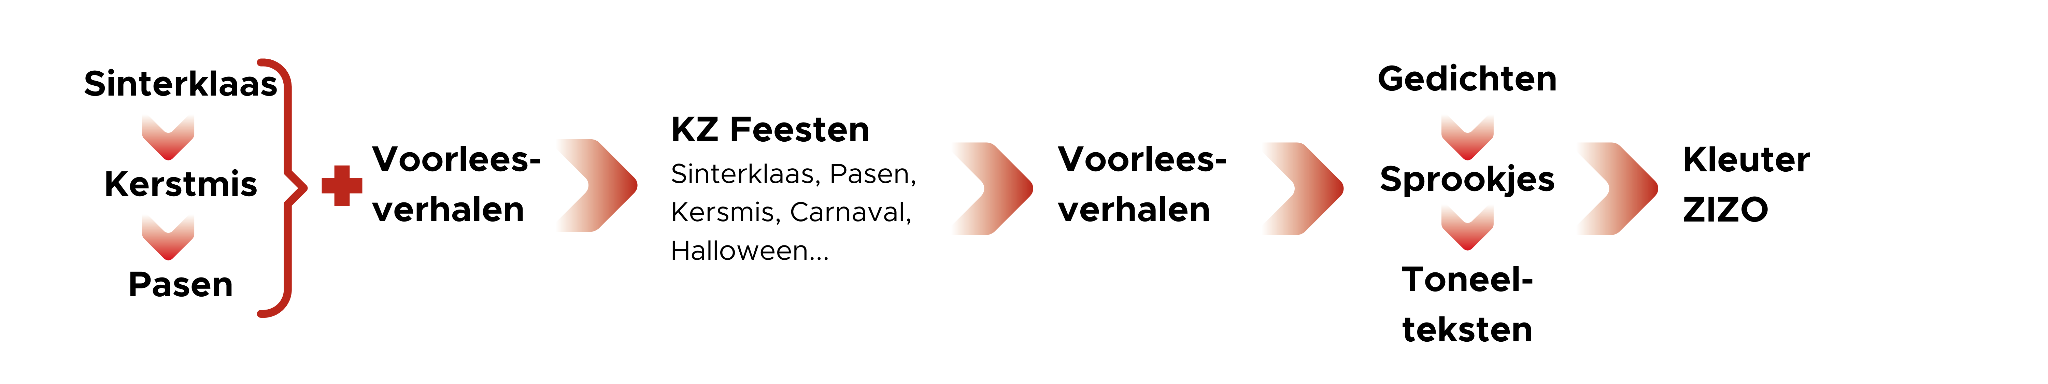 Sinterklaas
Kerstmis
Pasen
Voorlees-
verhalen
KZ Feesten
Sinterklaas, Pasen,
Kersmis, Carnaval,
Halloween...
Voorlees-
verhalen
Gedichten
Sprookjes
Toneel-
teksten
Kleuter
ZIZO